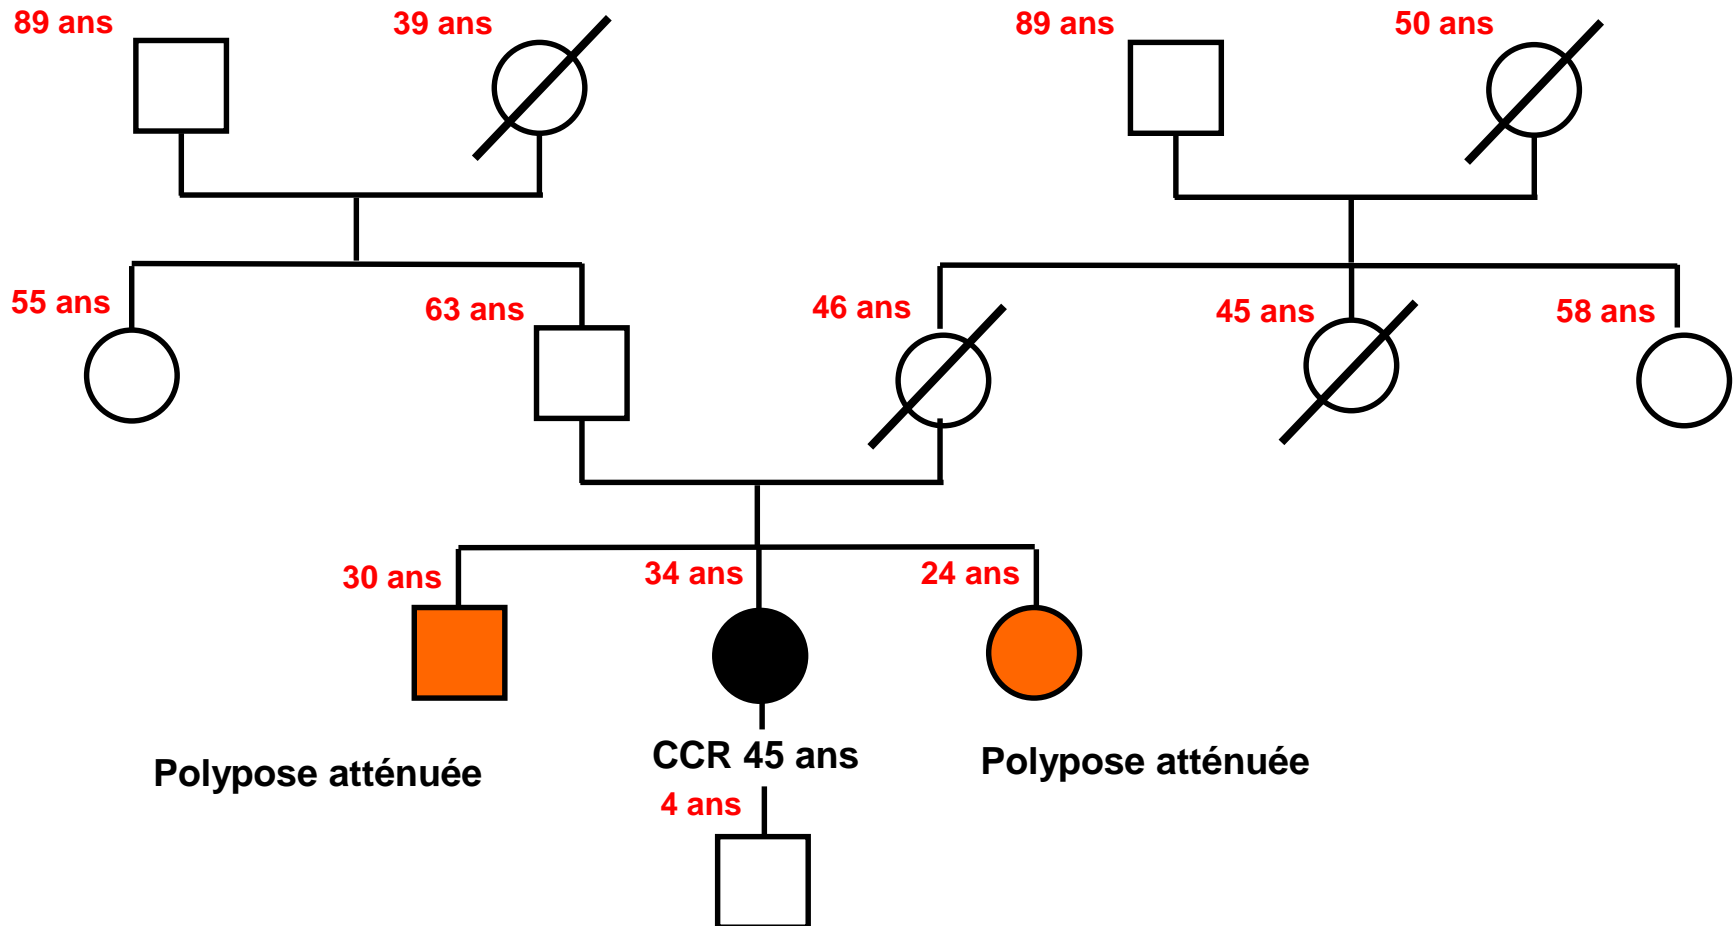 89 ans
39 ans
89 ans
50 ans
55 ans
63 ans
46 ans
45 ans
58 ans
30 ans
34 ans
24 ans
Polypose atténuée
CCR 45 ans
Polypose atténuée
4 ans